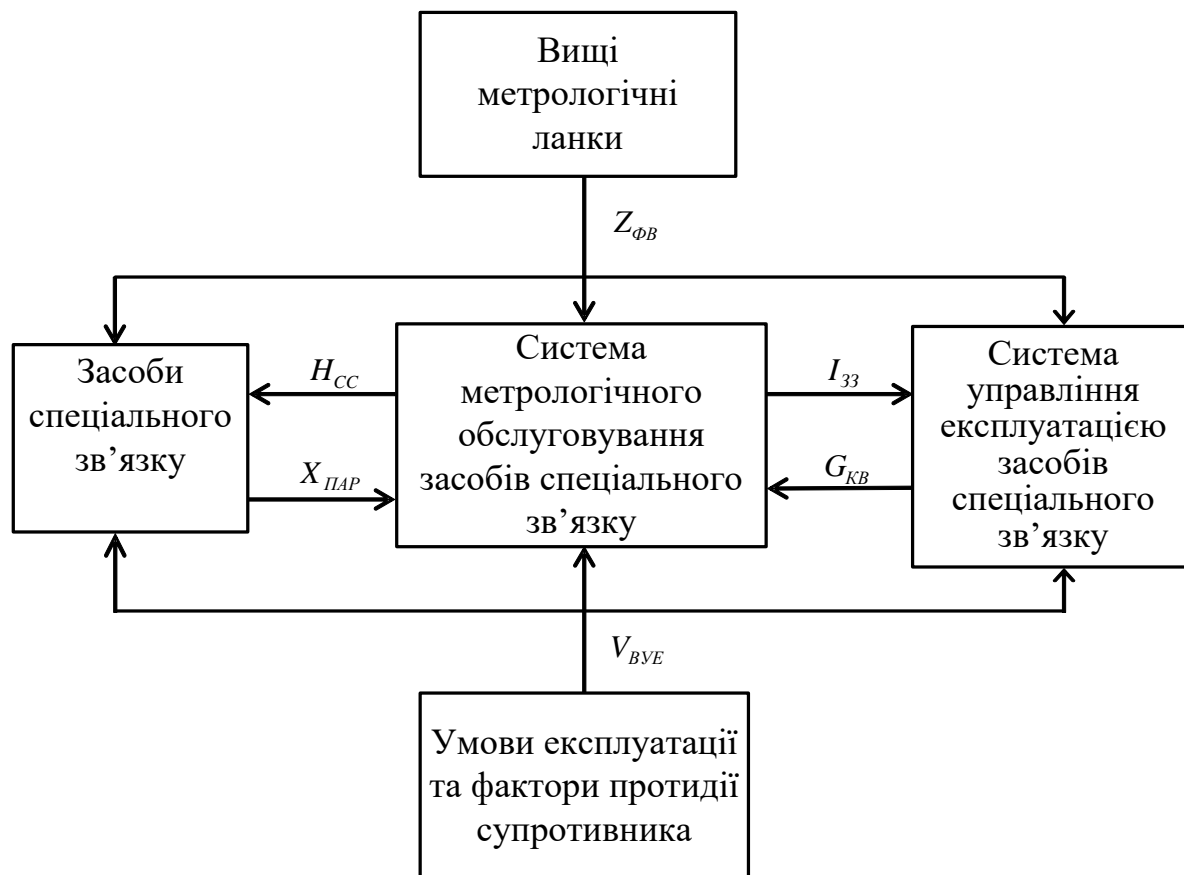 Вищі
метрологічні
ланки
Z_ФВ
Засоби
спеціального
зв’язку
H_СС
X_ПАР
Система
метрологічного
обслуговування
засобів спеціального
зв’язку
I_ЗЗ
G_КВ
Система
управління
експлуатацією
засобів
спеціального
зв’язку
V_ВУЕ
Умови експлуатації
та фактори протидії
супротивника